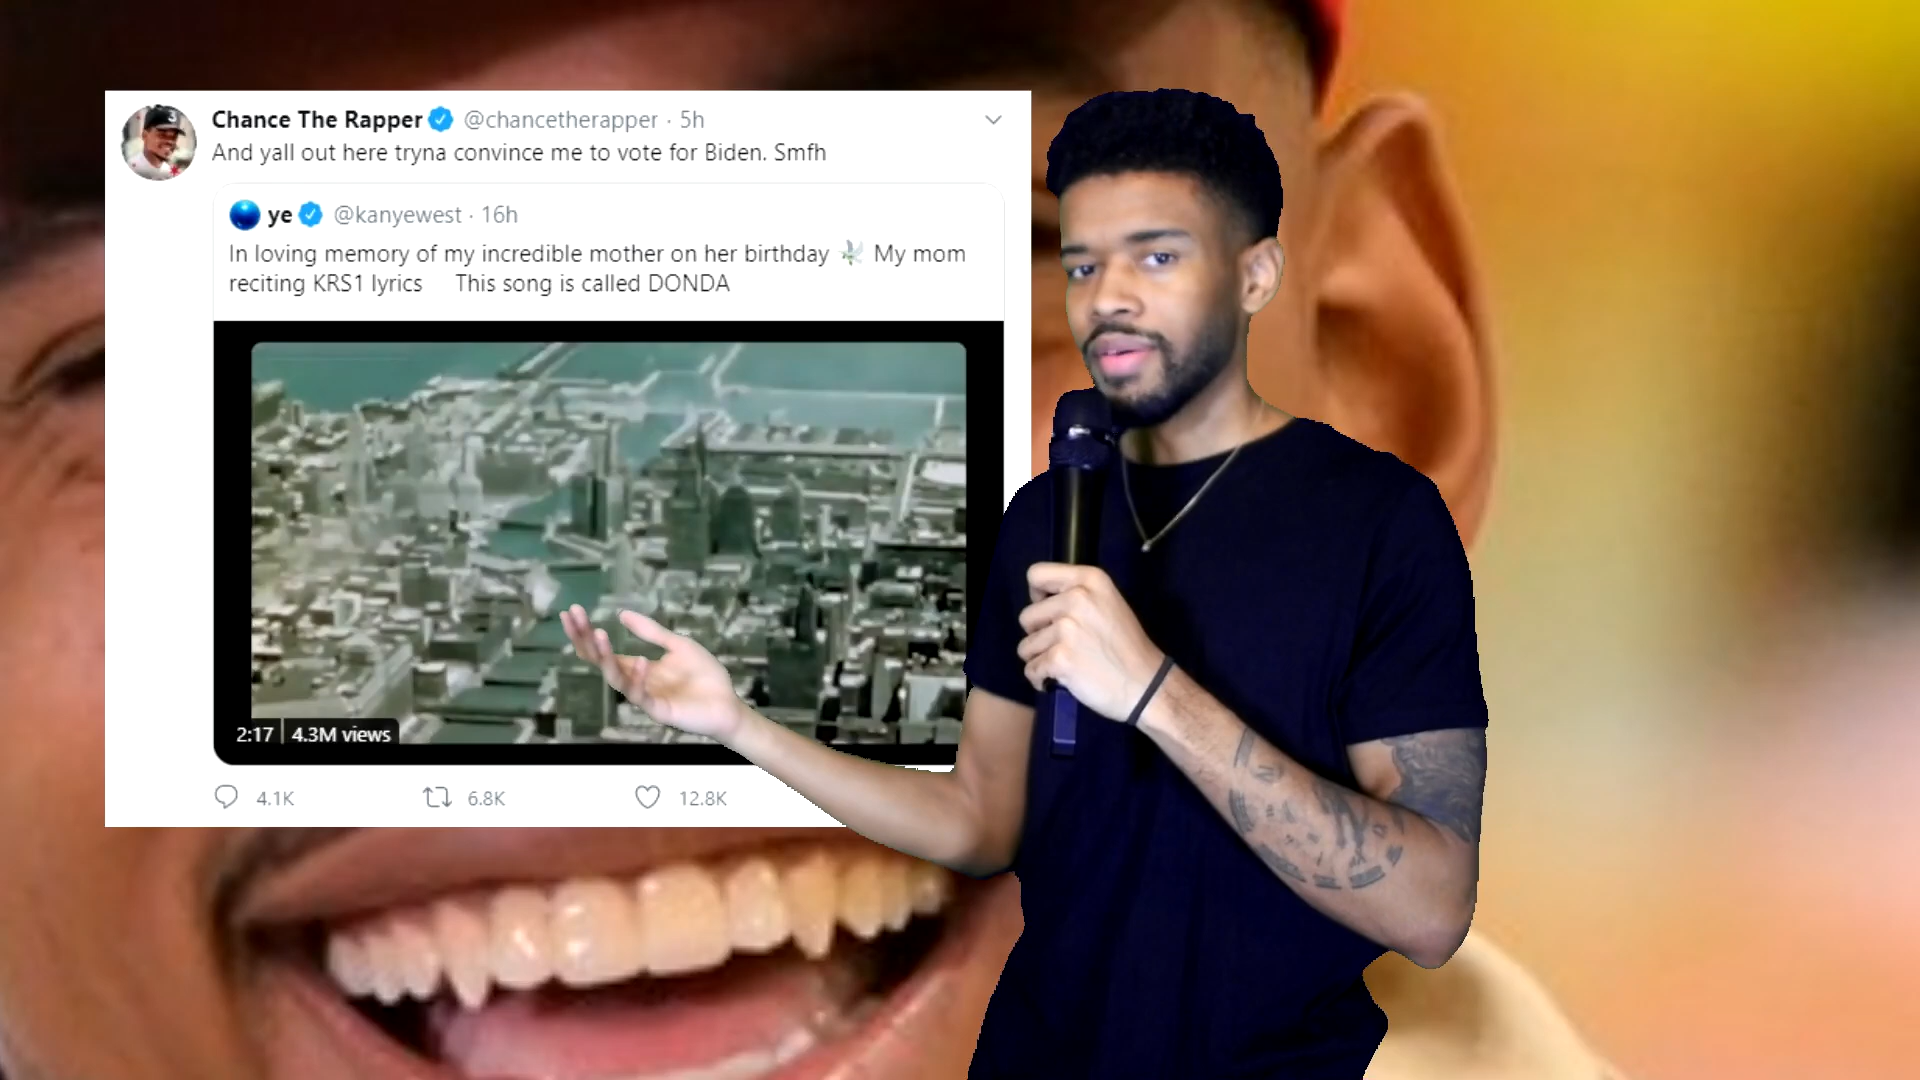 Chance The Rapper @chancetherapper · 5h
And yall out here tryna convince me to vote for Biden. Smfh
ye @kanyewest · 16h
In loving memory of my incredible mother on her birthday 🕊 My mom
reciting KRS1 lyrics This song is called DONDA
2:17 4.3M views
4.1K 6.8K 12.8K